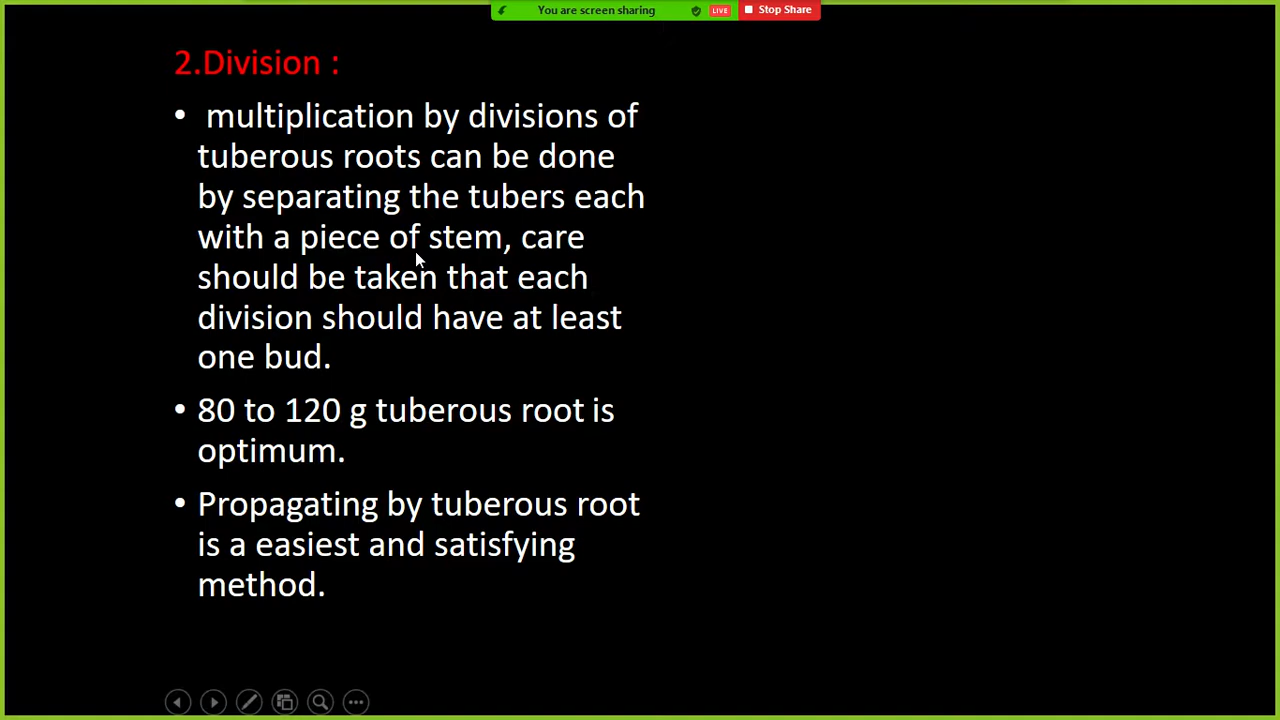 You are screen sharing
LIVE
Stop Share
2.Division :
• multiplication by divisions of
tuberous roots can be done
by separating the tubers each
with a piece of stem, care
should be taken that each
division should have at least
one bud.
• 80 to 120 g tuberous root is
optimum.
• Propagating by tuberous root
is a easiest and satisfying
method.